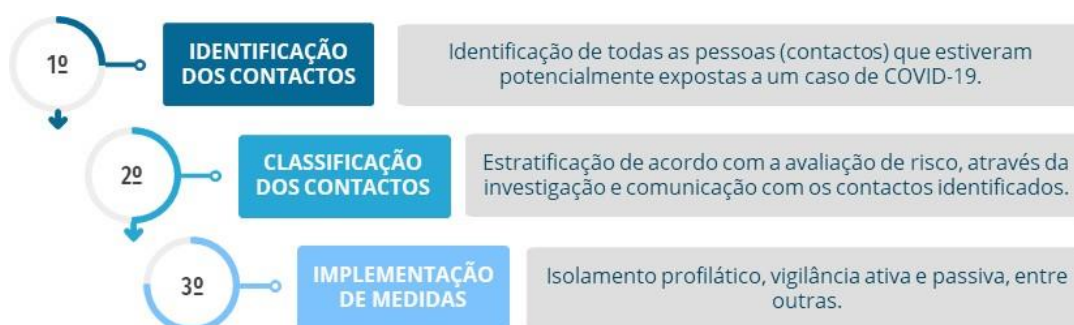 1º
IDENTIFICAÇÃO
DOS CONTACTOS
Identificação de todas as pessoas (contactos) que estiveram
potencialmente expostas a um caso de COVID-19.
2º
CLASSIFICAÇÃO
DOS CONTACTOS
Estratificação de acordo com a avaliação de risco, através da
investigação e comunicação com os contactos identificados.
3º
IMPLEMENTAÇÃO
DE MEDIDAS
Isolamento profilático, vigilância ativa e passiva, entre
outras.